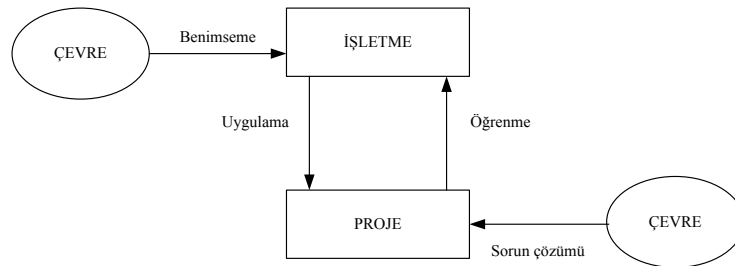 Benimseme
ÇEVRE
İŞLETME
Uygulama
Öğrenme
PROJE
ÇEVRE
Sorun çözümü